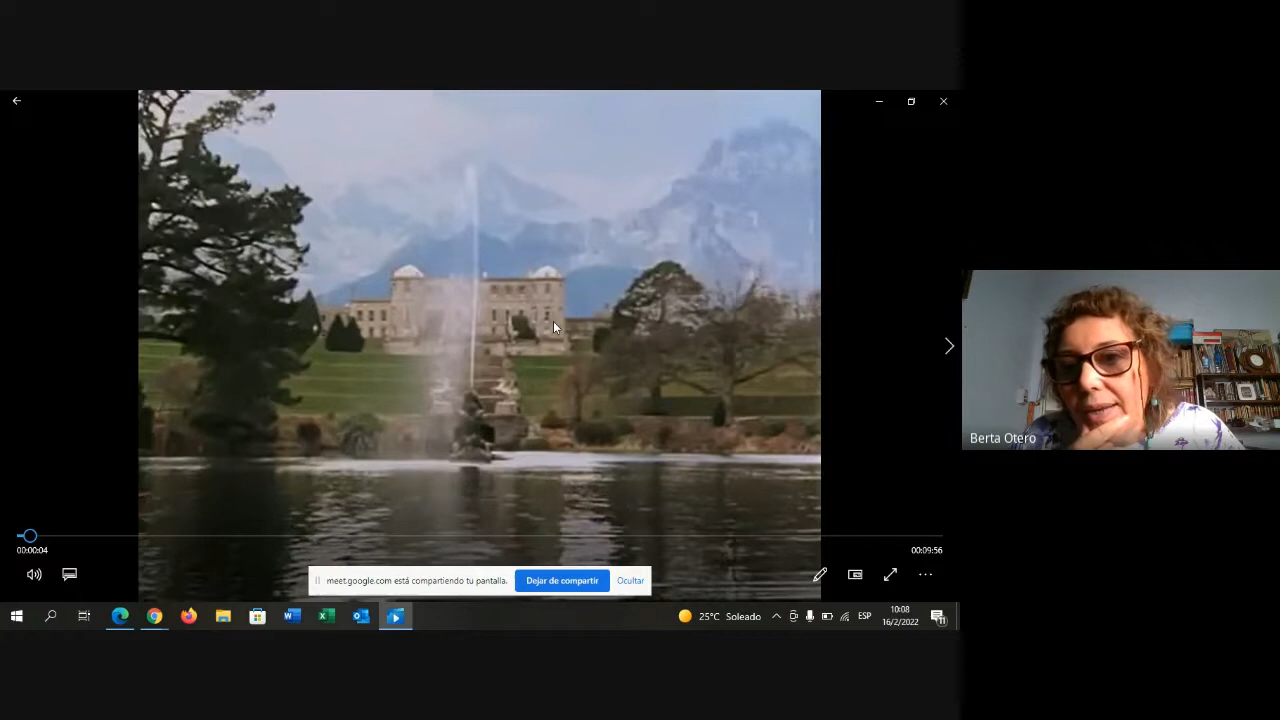 Berta Otero
00:00:04
00:09:56
meet.google.com está compartiendo tu pantalla.
Dejar de compartir
Ocultar
25°C Soleado
ESP
10:08
16/2/2022
11